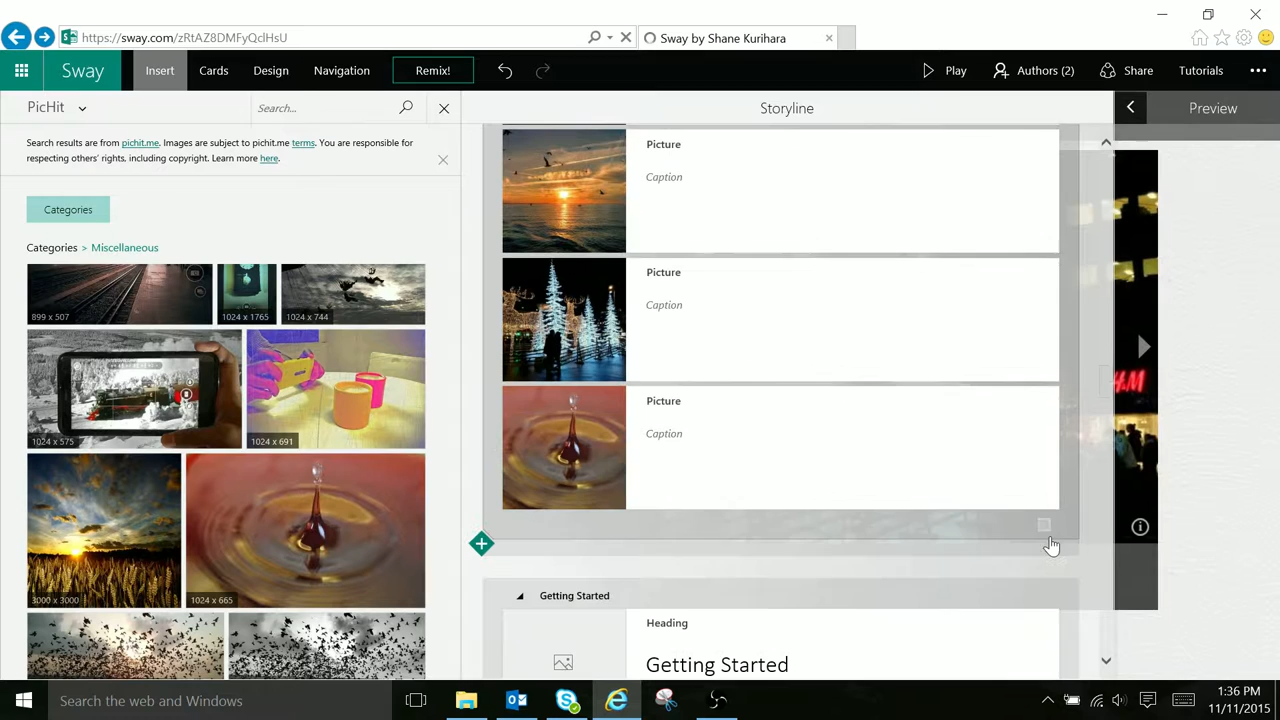 https://sway.com/zRtAZ8DMFyQclHsU
Sway by Shane Kurihara
Sway
Insert
Cards
Design
Navigation
Remix!
Play
Authors (2)
Share
Tutorials
PicHit
Search...
Storyline
Preview
Search results are from pichit.me. Images are subject to pichit.me terms. You are responsible for
respecting others' rights, including copyright. Learn more here.
Categories
Categories > Miscellaneous
899 x 507
1024 x 1765
1024 x 744
1024 x 575
1024 x 691
3000 x 3000
1024 x 665
Picture
Caption
Picture
Caption
Picture
Caption
Getting Started
Heading
Getting Started
Search the web and Windows
1:36 PM
11/11/2015